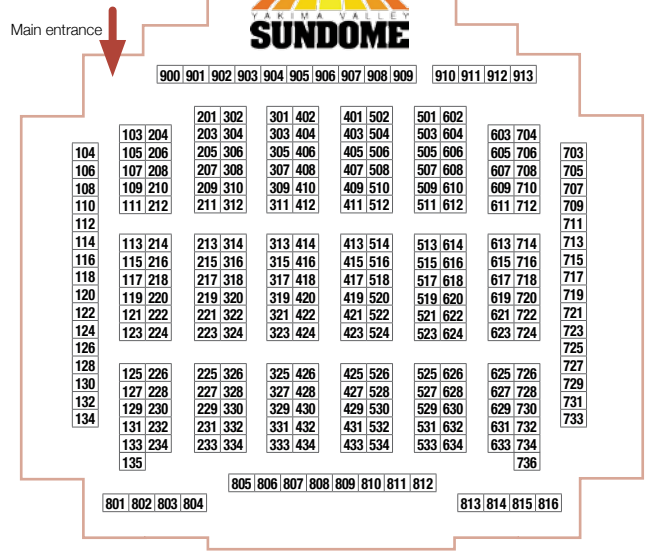 YAKIMA VALLEY
SUNDOME
Main entrance
900 901 902 903 904 905 906 907 908 909 910 911 912 913
201 302 301 402 401 502 501 602
103 204 203 304 303 404 403 504 503 604 603 704
104 105 206 205 306 305 406 405 506 505 606 605 706 703
106 107 208 207 308 307 408 407 508 507 608 607 708 705
108 109 210 209 310 309 410 409 510 509 610 609 710 707
110 111 212 211 312 311 412 411 512 511 612 611 712 709
112 711
114 113 214 213 314 313 414 413 514 513 614 613 714 713
116 115 216 215 316 315 416 415 516 515 616 615 716 715
118 117 218 217 318 317 418 417 518 517 618 617 718 717
120 119 220 219 320 319 420 419 520 519 620 619 720 719
122 121 222 221 322 321 422 421 522 521 622 621 722 721
124 123 224 223 324 323 424 423 524 523 624 623 724 723
126 725
128 125 226 225 326 325 426 425 526 525 626 625 726 727
130 127 228 227 328 327 428 427 528 527 628 627 728 729
132 129 230 229 330 329 430 429 530 529 630 629 730 731
134 131 232 231 332 331 432 431 532 531 632 631 732 733
133 234 233 334 333 434 433 534 533 634 633 734
135 736
805 806 807 808 809 810 811 812
801 802 803 804 813 814 815 816